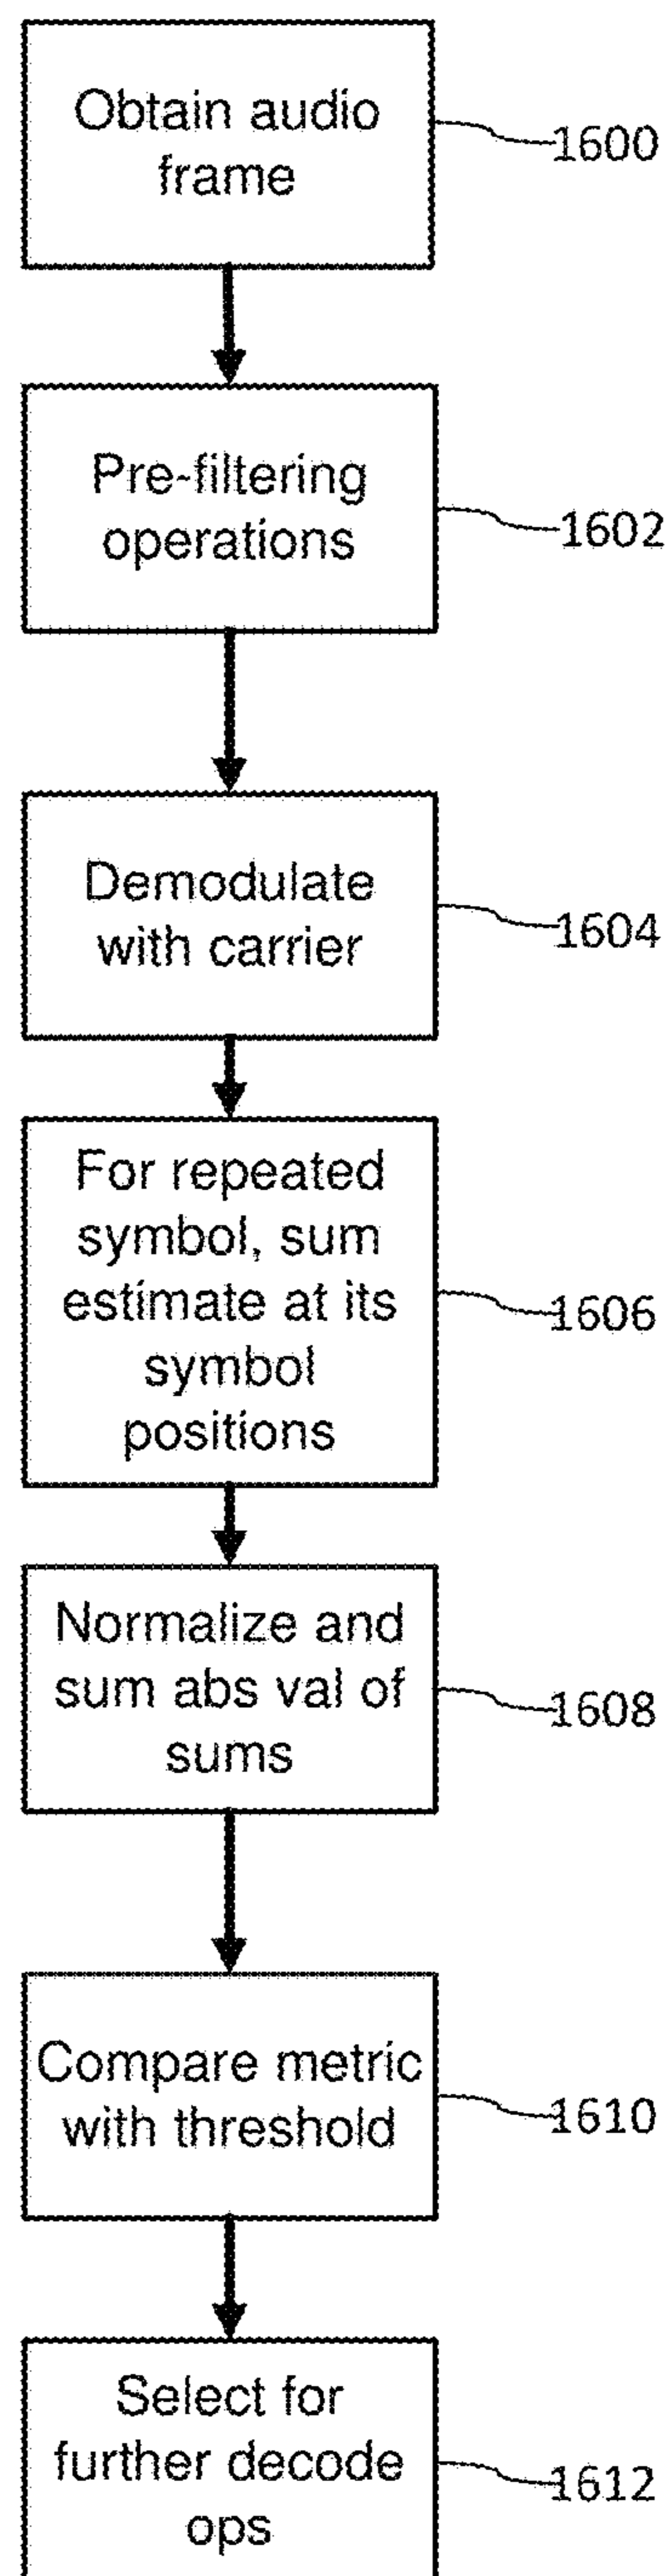 Obtain audio
frame
1600
Pre-filtering
operations
1602
Demodulate
with carrier
1604
For repeated
symbol, sum
estimate at its
symbol
positions
1606
Normalize and
sum abs val of
sums
1608
Compare metric
with threshold
1610
Select for
further decode
ops
1612